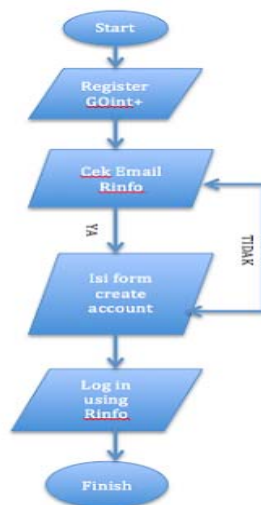 Start
Register
GOint+
Cek Email
Rinfo
YA
TIDAK
Isi form
create
account
Log in
using
Rinfo
Finish